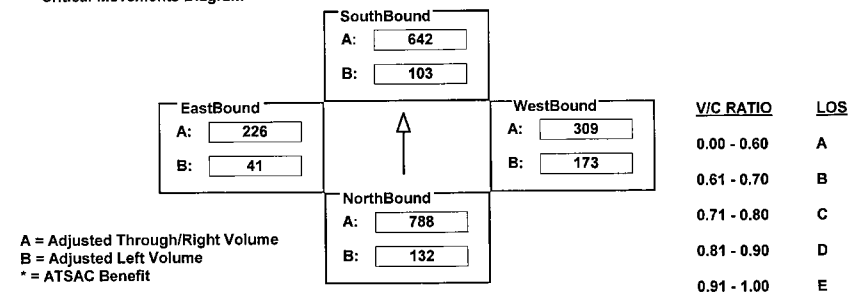 Critical Movements Diagram
SouthBound
A: 642
B: 103
EastBound
A: 226
B: 41
WestBound
A: 309
B: 173
NorthBound
A: 788
B: 132
A = Adjusted Through/Right Volume
B = Adjusted Left Volume
* = ATSAC Benefit
V/C RATIO LOS
0.00 - 0.60 A
0.61 - 0.70 B
0.71 - 0.80 C
0.81 - 0.90 D
0.91 - 1.00 E